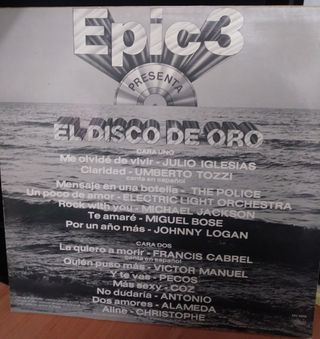 Epic3
PRESENTA
EL DISCO DE ORO
CARA UNO
Me olvidé de vivir - JULIO IGLESIAS
Claridad - UMBERTO TOZZI
canta en español
Mensaje en una botella - THE POLICE
Un poco de amor - ELECTRIC LIGHT ORCHESTRA
Rock with you - MICHAEL JACKSON
Te amaré - MIGUEL BOSE
Por un año más - JOHNNY LOGAN
CARA DOS
La quiero a morir - FRANCIS CABREL
canta en español
Quién puso más - VICTOR MANUEL
Y te vas - PECOS
Más sexy - COZ
No dudaría - ANTONIO
Dos amores - ALAMEDA
Aline - CHRISTOPHE